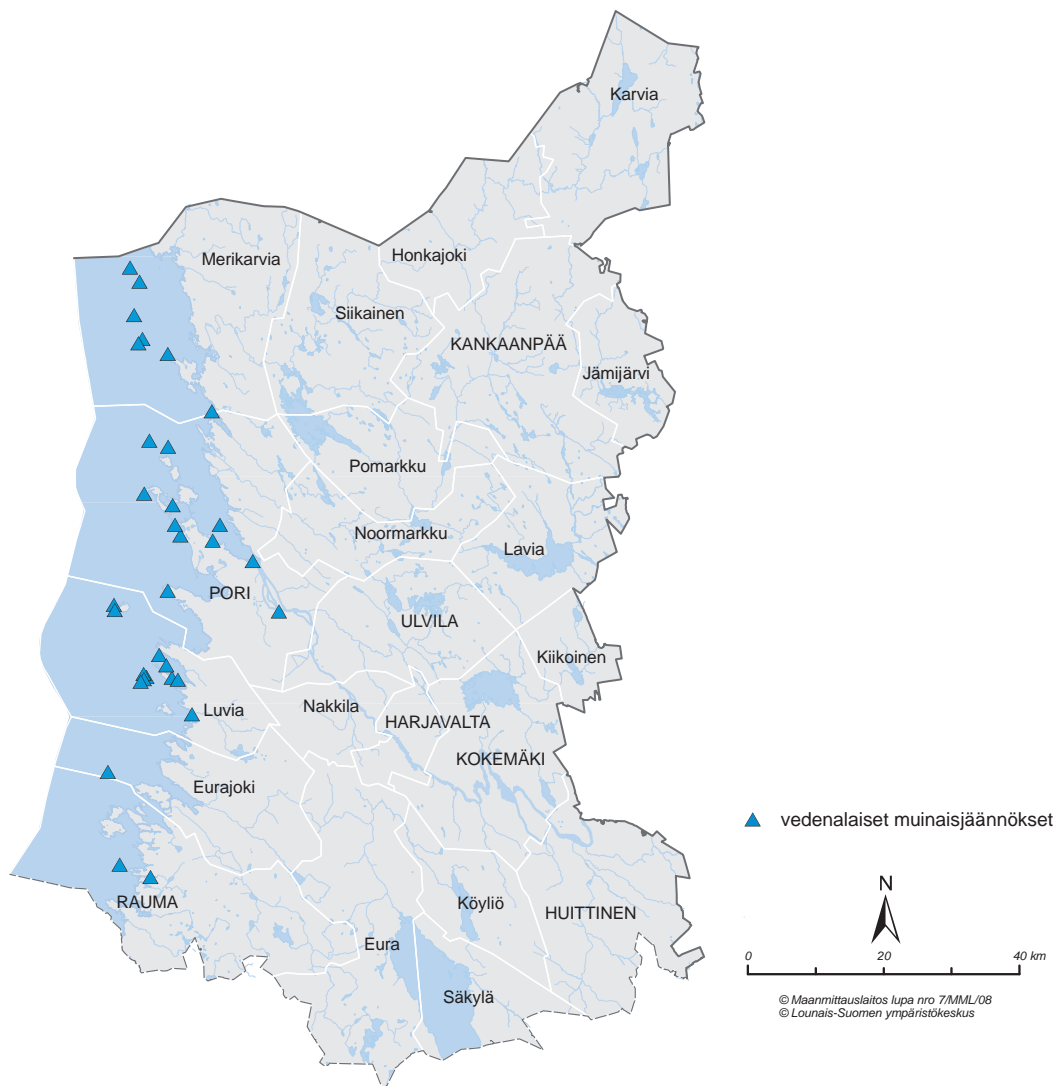 Karvia
Merikarvia
Honkajoki
Siikainen
KANKAANPÄÄ
Jämijärvi
Pomarkku
Noormarkku
Lavia
PORI
ULVILA
Kiikoinen
Nakkila
Luvia
HARJAVALTA
KOKEMÄKI
Eurajoki
vedenalaiset muinaisjäännökset
N
RAUMA
Köyliö
HUITTINEN
Eura
Säkylä
0 20 40 km
© Maanmittauslaitos lupa nro 7/MML/08
© Lounais-Suomen ympäristökeskus